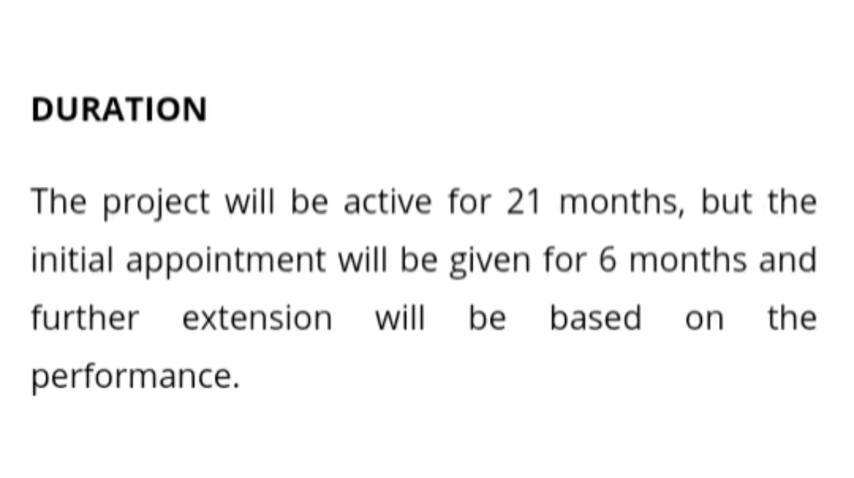 DURATION
The project will be active for 21 months, but the
initial appointment will be given for 6 months and
further extension will be based on the
performance.